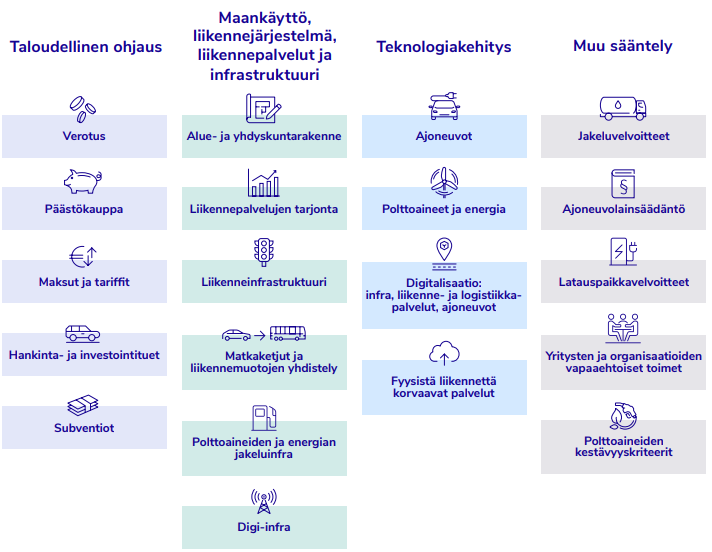 Taloudellinen ohjaus
Verotus
Päästökauppa
Maksut ja tariffit
Hankinta- ja investointituet
Subventiot
Maankäyttö,
liikennejärjestelmä,
liikennepalvelut ja
infrastruktuuri
Alue- ja yhdyskuntarakenne
Liikennepalvelujen tarjonta
Liikenneinfrastruktuuri
Matkaketjut ja
liikennemuotojen yhdistely
Polttoaineiden ja energian
jakeluinfra
Digi-infra
Teknologiakehitys
Ajoneuvot
Polttoaineet ja energia
Digitalisaatio:
infra, liikenne- ja logistiikka-
palvelut, ajoneuvot
Fyysistä liikennettä
korvaavat palvelut
Muu sääntely
Jakeluvelvoitteet
§
Ajoneuvolainsäädäntö
Latauspaikkavelvoitteet
Yritysten ja organisaatioiden
vapaaehtoiset toimet
Polttoaineiden
kestävyyskriteerit